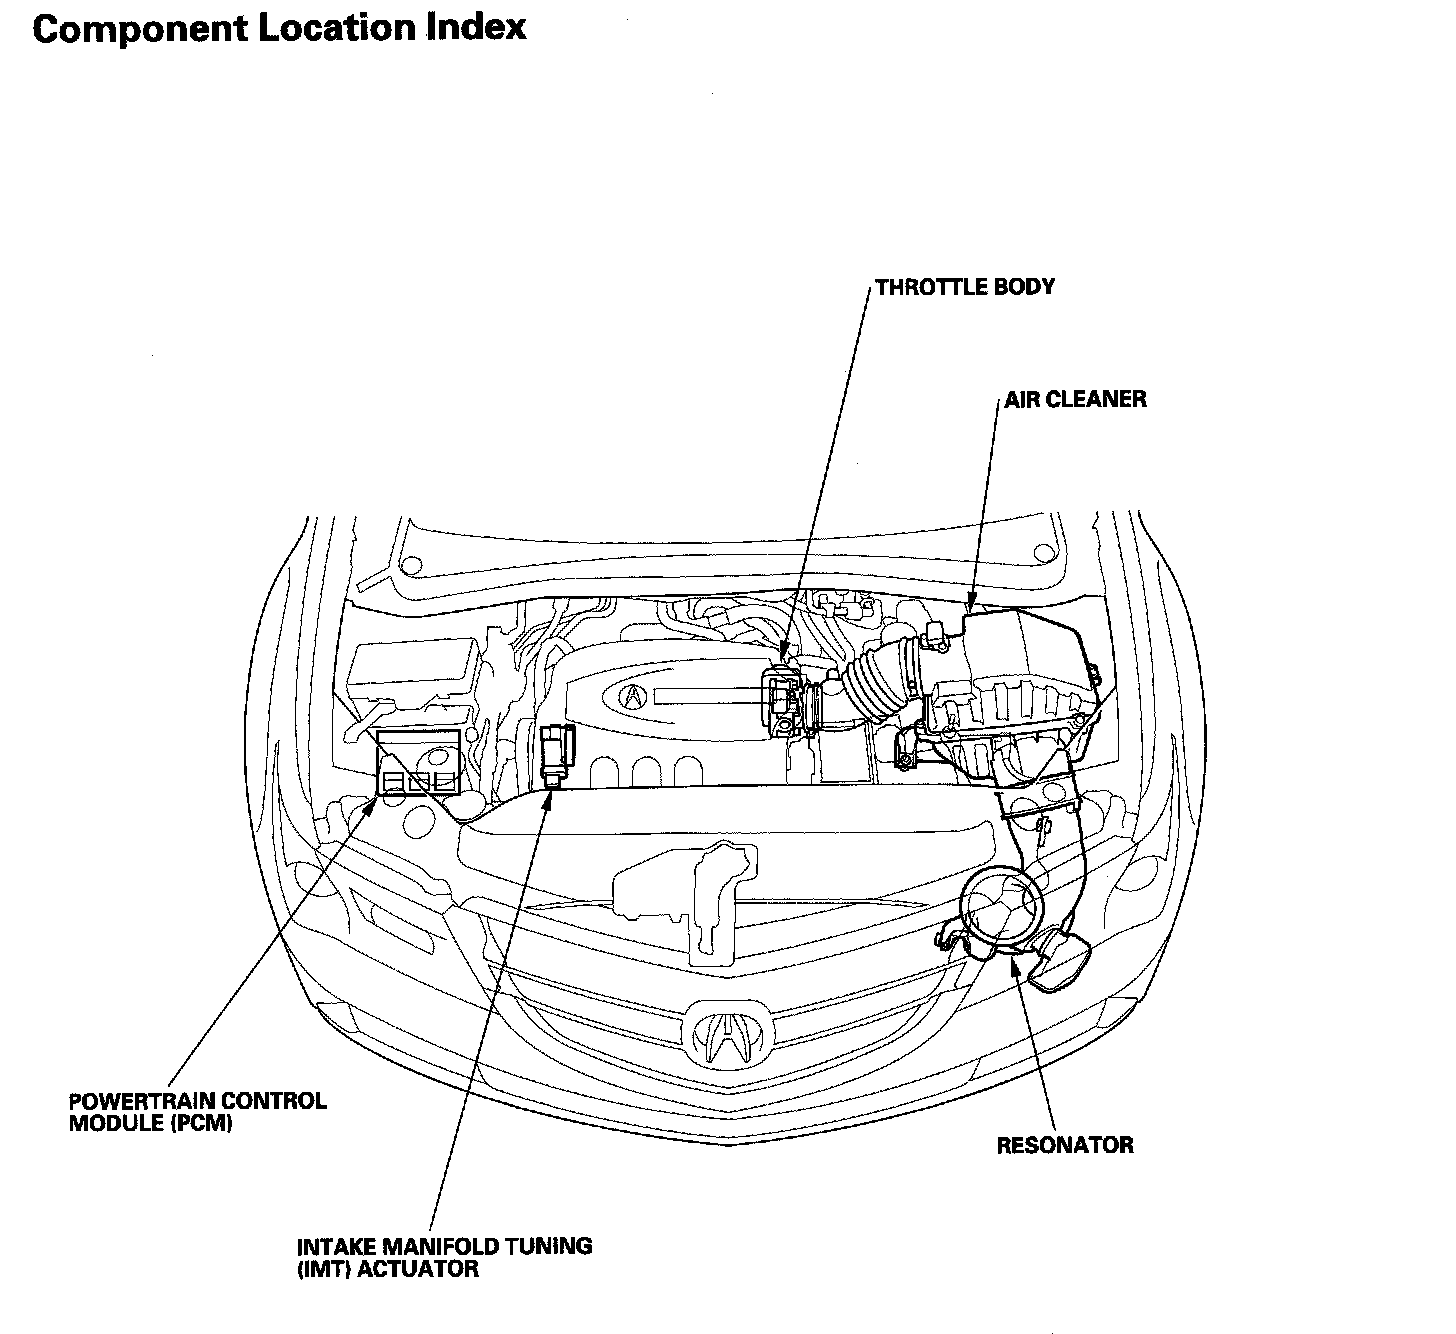 Component Location Index
THROTTLE BODY
AIR CLEANER
POWERTRAIN CONTROL
MODULE (PCM)
RESONATOR
INTAKE MANIFOLD TUNING
(IMT) ACTUATOR